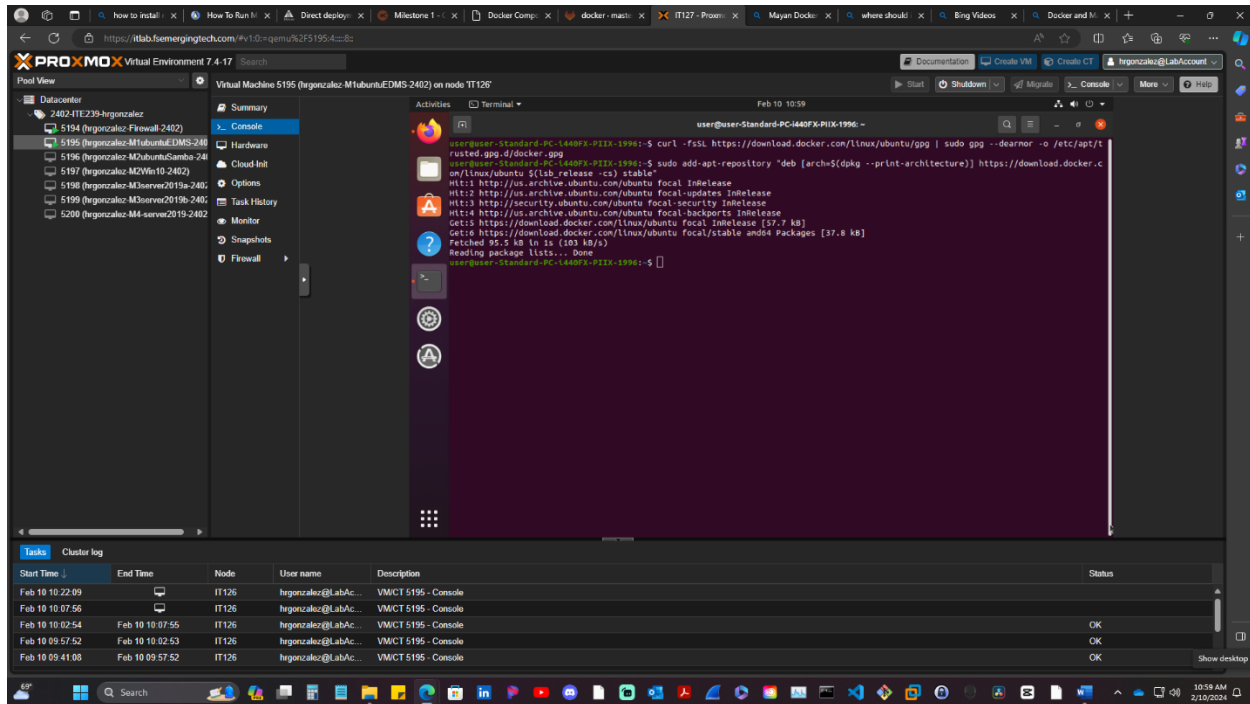 how to install
How To Run M
Direct deploym
Milestone 1 - (
Docker Compo
docker - maste
IT127 - Proxmo
Mayan Docker
where should
Bing Videos
Docker and M
https://itlab.fsemergingtech.com/#v1:0:=qemu%2F5195:4:::::8::
PROXMOX Virtual Environment 7.4-17 Search
Documentation Create VM Create CT hrgonzalez@LabAccount
Pool View
Virtual Machine 5195 (hrgonzalez-M1ubuntuEDMS-2402) on node 'IT126'
Start Shutdown Migrate Console More Help
Datacenter
2402-ITE239-hrgonzalez
5194 (hrgonzalez-Firewall-2402)
5195 (hrgonzalez-M1ubuntuEDMS-240
5196 (hrgonzalez-M2ubuntuSamba-24
5197 (hrgonzalez-M2Win10-2402)
5198 (hrgonzalez-M3server2019a-240
5199 (hrgonzalez-M3server2019b-240
5200 (hrgonzalez-M4-server2019-2402
Summary
Console
Hardware
Cloud-Init
Options
Task History
Monitor
Snapshots
Firewall
Activities Terminal Feb 10 10:59
user@user-Standard-PC-i440FX-PIIX-1996: ~
user@user-Standard-PC-i440FX-PIIX-1996:~$ curl -fsSL https://download.docker.com/linux/ubuntu/gpg | sudo gpg --dearmor -o /etc/apt/t
rusted.gpg.d/docker.gpg
user@user-Standard-PC-i440FX-PIIX-1996:~$ sudo add-apt-repository "deb [arch=$(dpkg --print-architecture)] https://download.docker.c
om/linux/ubuntu $(lsb_release -cs) stable"
Hit:1 http://us.archive.ubuntu.com/ubuntu focal InRelease
Hit:2 http://us.archive.ubuntu.com/ubuntu focal-updates InRelease
Hit:3 http://security.ubuntu.com/ubuntu focal-security InRelease
Hit:4 http://us.archive.ubuntu.com/ubuntu focal-backports InRelease
Get:5 https://download.docker.com/linux/ubuntu focal InRelease [57.7 kB]
Get:6 https://download.docker.com/linux/ubuntu focal/stable amd64 Packages [37.8 kB]
Fetched 95.5 kB in 1s (103 kB/s)
Reading package lists... Done
user@user-Standard-PC-i440FX-PIIX-1996:~$
Tasks Cluster log
Start Time End Time Node User name Description Status
Feb 10 10:22:09 IT126 hrgonzalez@LabAc... VM/CT 5195 - Console
Feb 10 10:07:56 IT126 hrgonzalez@LabAc... VM/CT 5195 - Console
Feb 10 10:02:54 Feb 10 10:07:55 IT126 hrgonzalez@LabAc... VM/CT 5195 - Console OK
Feb 10 09:57:52 Feb 10 10:02:53 IT126 hrgonzalez@LabAc... VM/CT 5195 - Console OK
Feb 10 09:41:08 Feb 10 09:57:52 IT126 hrgonzalez@LabAc... VM/CT 5195 - Console OK
Show desktop
69°
Search
10:59 AM
2/10/2024